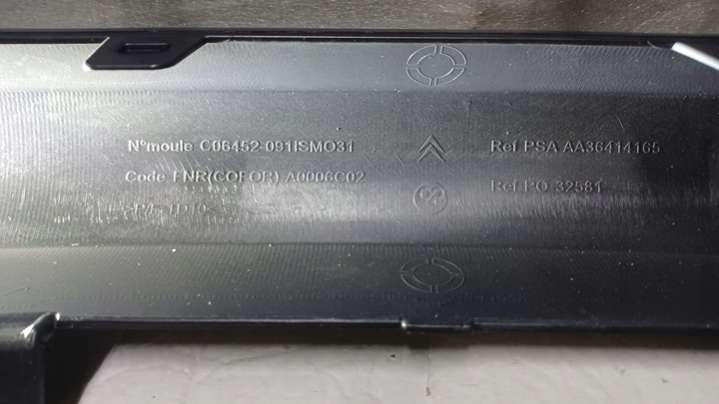 N°moule C06452-091ISMO31
Ref PSA AA36414165
Code FNR(COFOR) A0006C02
Ref PO 32581